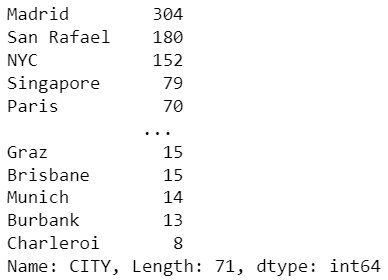 Madrid 304
San Rafael 180
NYC 152
Singapore 79
Paris 70
...
Graz 15
Brisbane 15
Munich 14
Burbank 13
Charleroi 8
Name: CITY, Length: 71, dtype: int64